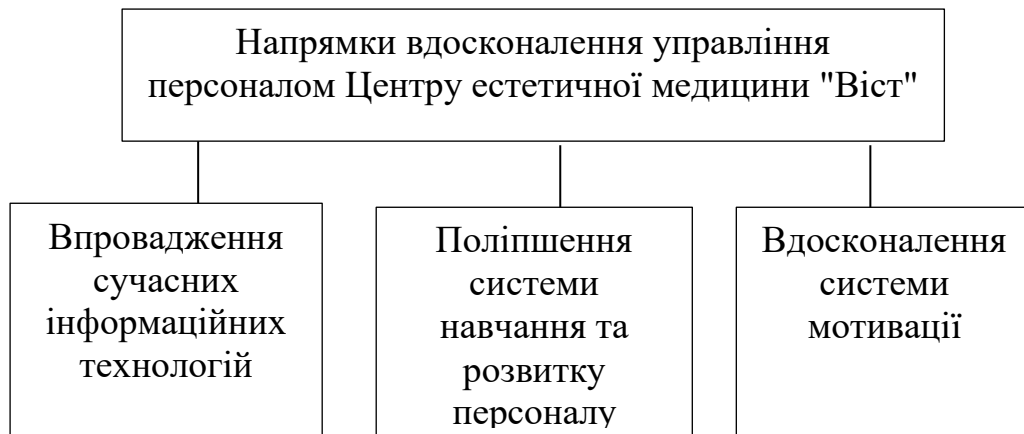 Напрямки вдосконалення управління
персоналом Центру естетичної медицини "Віст"
Впровадження
сучасних
інформаційних
технологій
Поліпшення
системи
навчання та
розвитку
персоналу
Вдосконалення
системи
мотивації